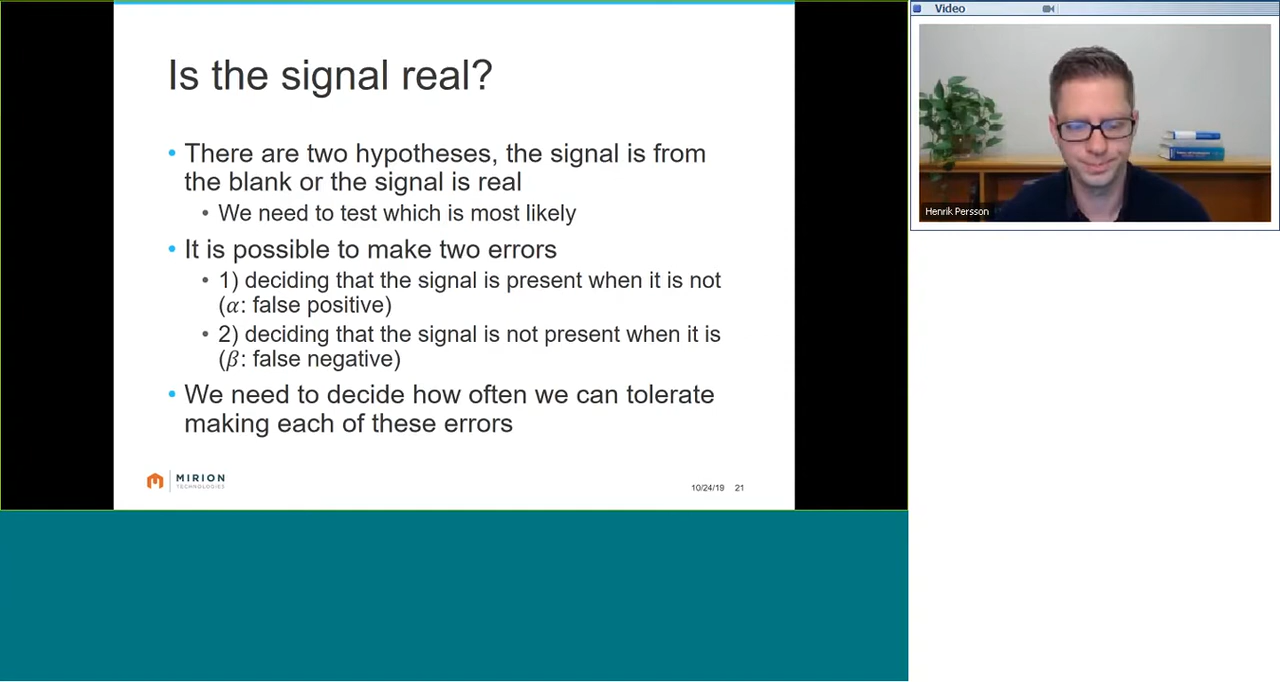 Is the signal real?
• There are two hypotheses, the signal is from
the blank or the signal is real
• We need to test which is most likely
• It is possible to make two errors
• 1) deciding that the signal is present when it is not
(α: false positive)
• 2) deciding that the signal is not present when it is
(β: false negative)
• We need to decide how often we can tolerate
making each of these errors
MIRION
TECHNOLOGIES
10/24/19 21
Video
Henrik Persson